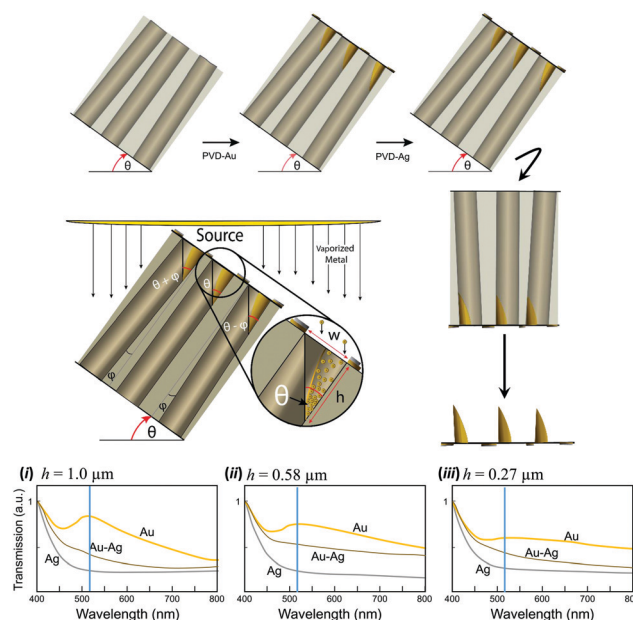 θ
PVD-Au
θ
PVD-Ag
θ
Source
Vaporized
Metal
θ + φ
θ
θ - φ
φ
φ
θ
w
θ
h
(i) h = 1.0 μm
(ii) h = 0.58 μm
(iii) h = 0.27 μm
Transmission (a.u.)
1
Au
Au-Ag
Ag
400 500 600 700 800
Wavelength (nm)
1
Au
Au-Ag
Ag
400 500 600 700 800
Wavelength (nm)
1
Au
Au-Ag
Ag
400 500 600 700 800
Wavelength (nm)